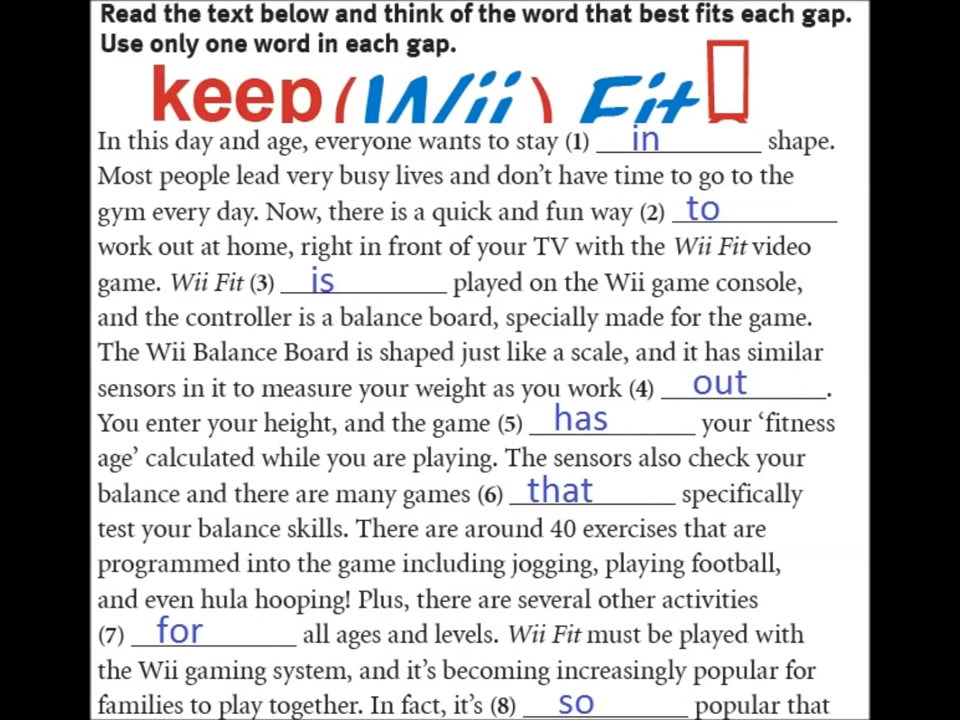 Read the text below and think of the word that best fits each gap.
Use only one word in each gap.
keep (Wii) Fit
In this day and age, everyone wants to stay (1) in shape.
Most people lead very busy lives and don't have time to go to the
gym every day. Now, there is a quick and fun way (2) to
work out at home, right in front of your TV with the Wii Fit video
game. Wii Fit (3) is played on the Wii game console,
and the controller is a balance board, specially made for the game.
The Wii Balance Board is shaped just like a scale, and it has similar
sensors in it to measure your weight as you work (4) out.
You enter your height, and the game (5) has your ‘fitness
age’ calculated while you are playing. The sensors also check your
balance and there are many games (6) that specifically
test your balance skills. There are around 40 exercises that are
programmed into the game including jogging, playing football,
and even hula hooping! Plus, there are several other activities
(7) for all ages and levels. Wii Fit must be played with
the Wii gaming system, and it's becoming increasingly popular for
families to play together. In fact, it's (8) so popular that